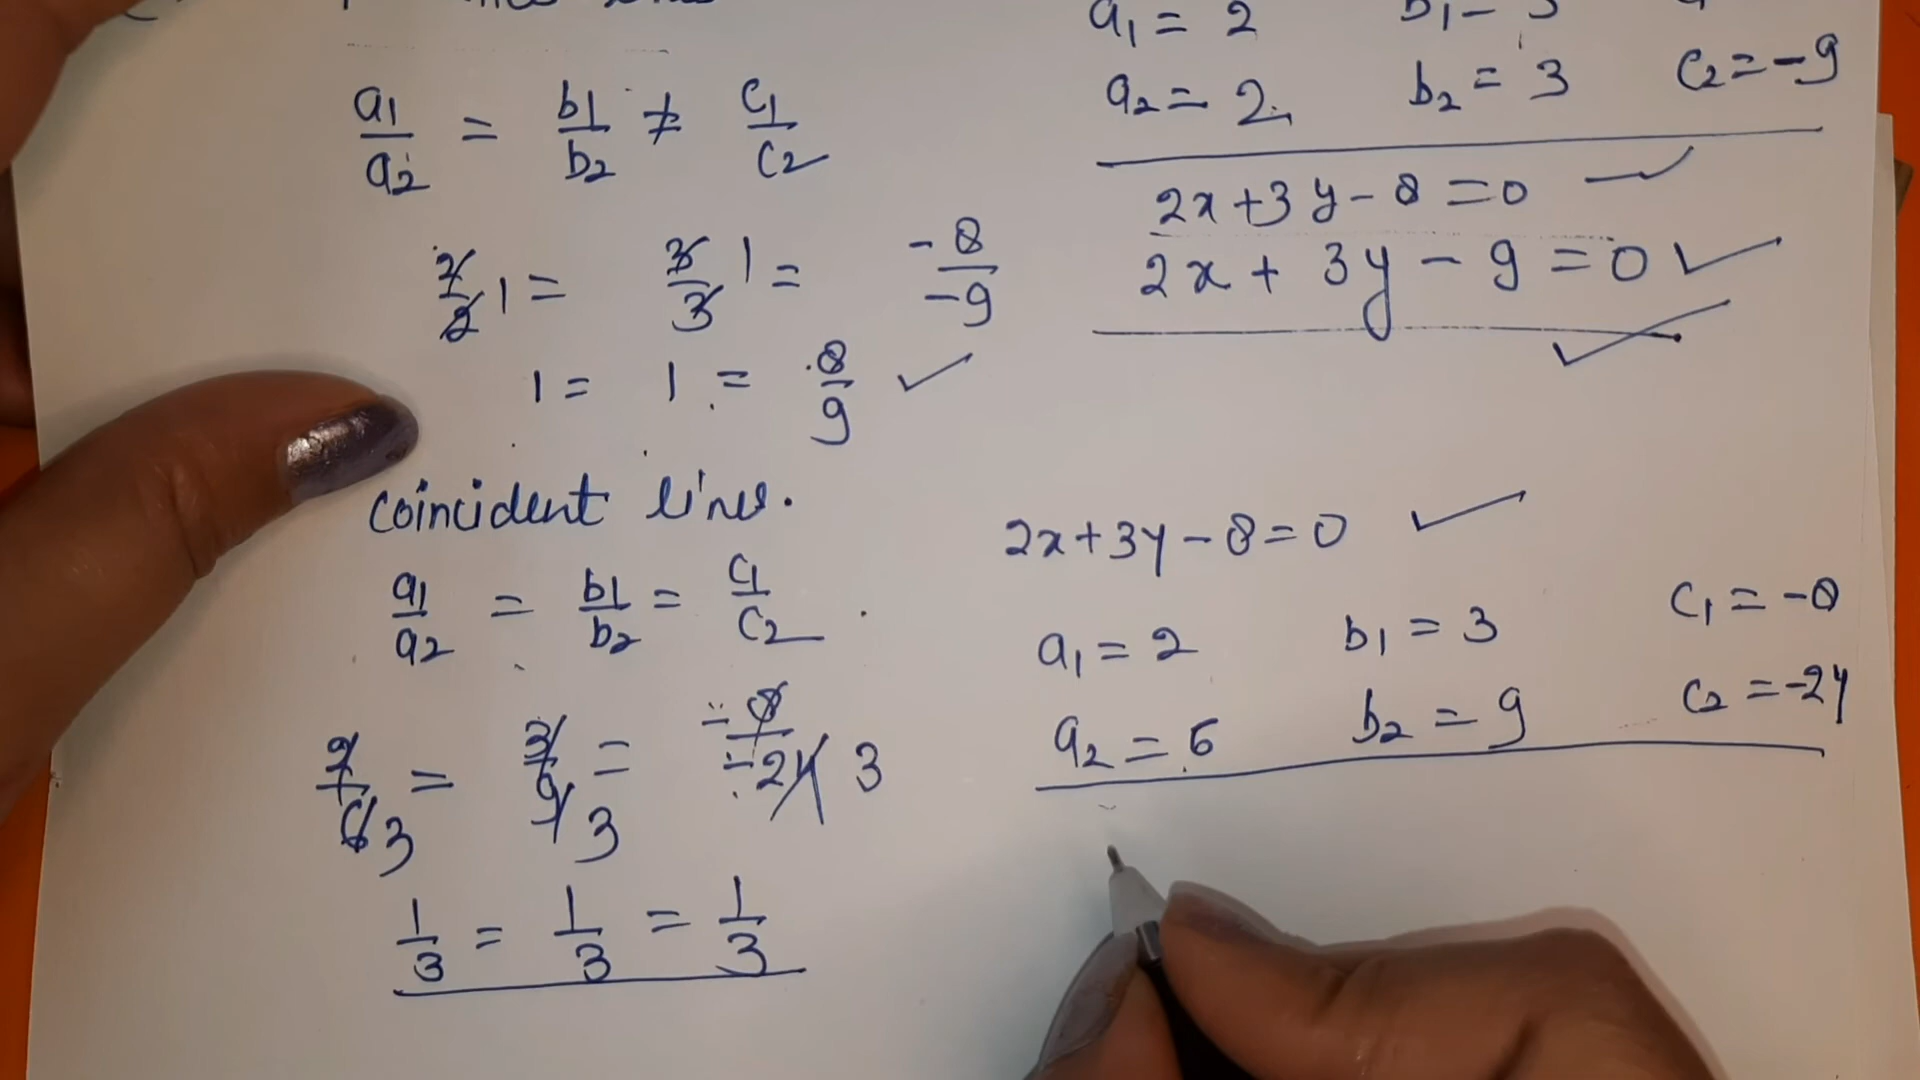 a₁ = 2
a₂ = 2 b₂ = 3 c₂ = -9
a₁/a₂ = b₁/b₂ ≠ c₁/c₂
2x + 3y - 8 = 0 ✓
2/2 1 = 3/3 1 = -8/-9
2x + 3y - 9 = 0 ✓
✓
1 = 1 = 8/9 ✓
Coincident lines.
2x + 3y - 8 = 0 ✓
a₁/a₂ = b₁/b₂ = c₁/c₂
a₁ = 2 b₁ = 3 c₁ = -8
a₂ = 6 b₂ = 9 c₂ = -24
2/6 3 = 3/9 3 = -8/-24 3
1/3 = 1/3 = 1/3